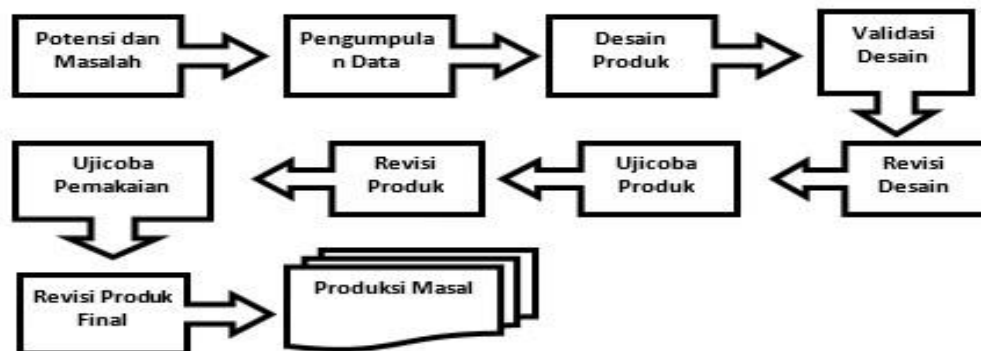 Potensi dan
Masalah
Pengumpula
n Data
Desain
Produk
Validasi
Desain
Revisi
Desain
Ujicoba
Produk
Revisi
Produk
Ujicoba
Pemakaian
Revisi Produk
Final
Produksi Masal